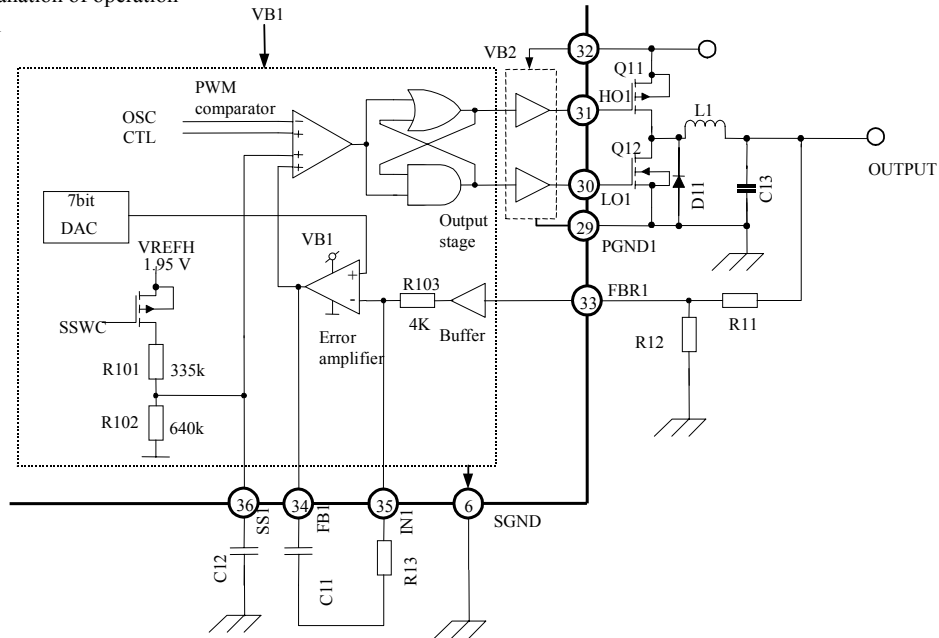 anation of operation
VB1
VB2
32
Q11
PWM
comparator
OSC
CTL
31
HO1
L1
Q12
OUTPUT
30
LO1
D11
C13
7bit
DAC
Output
stage
29
PGND1
VB1
VREFH
1.95 V
R103
4K
Buffer
33
FBR1
R11
R12
SSWC
Error
amplifier
R101
335k
R102
640k
36
SS1
34
FB1
35
IN1
6
SGND
C12
C11
R13